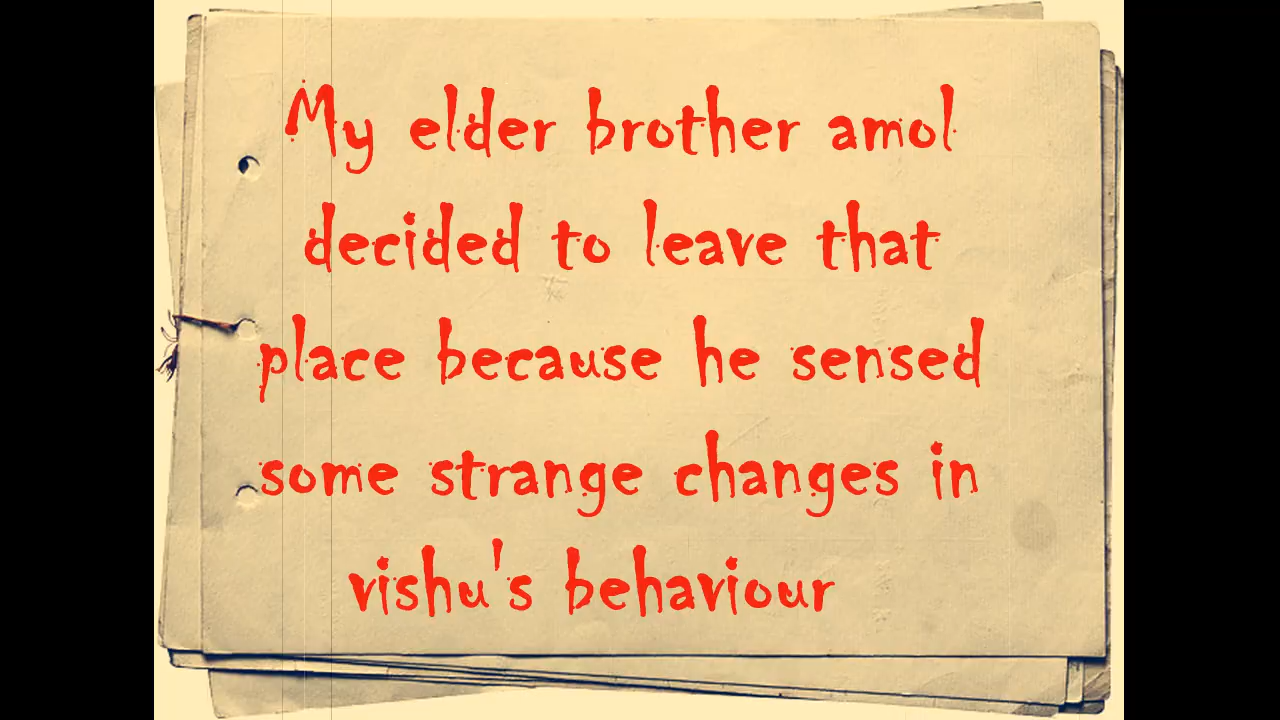 My elder brother amol
decided to leave that
place because he sensed
some strange changes in
vishu's behaviour